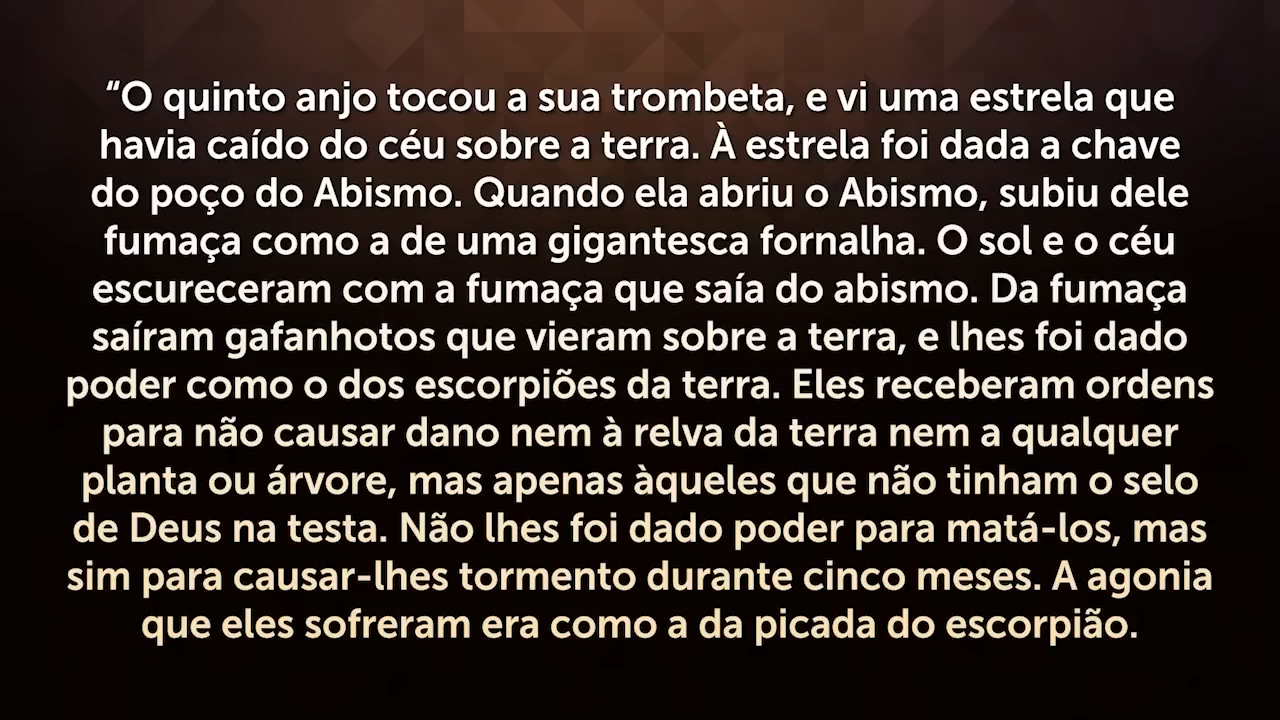 “O quinto anjo tocou a sua trombeta, e vi uma estrela que
havia caído do céu sobre a terra. À estrela foi dada a chave
do poço do Abismo. Quando ela abriu o Abismo, subiu dele
fumaça como a de uma gigantesca fornalha. O sol e o céu
escureceram com a fumaça que saía do abismo. Da fumaça
saíram gafanhotos que vieram sobre a terra, e lhes foi dado
poder como o dos escorpiões da terra. Eles receberam ordens
para não causar dano nem à relva da terra nem a qualquer
planta ou árvore, mas apenas àqueles que não tinham o selo
de Deus na testa. Não lhes foi dado poder para matá-los, mas
sim para causar-lhes tormento durante cinco meses. A agonia
que eles sofreram era como a da picada do escorpião.